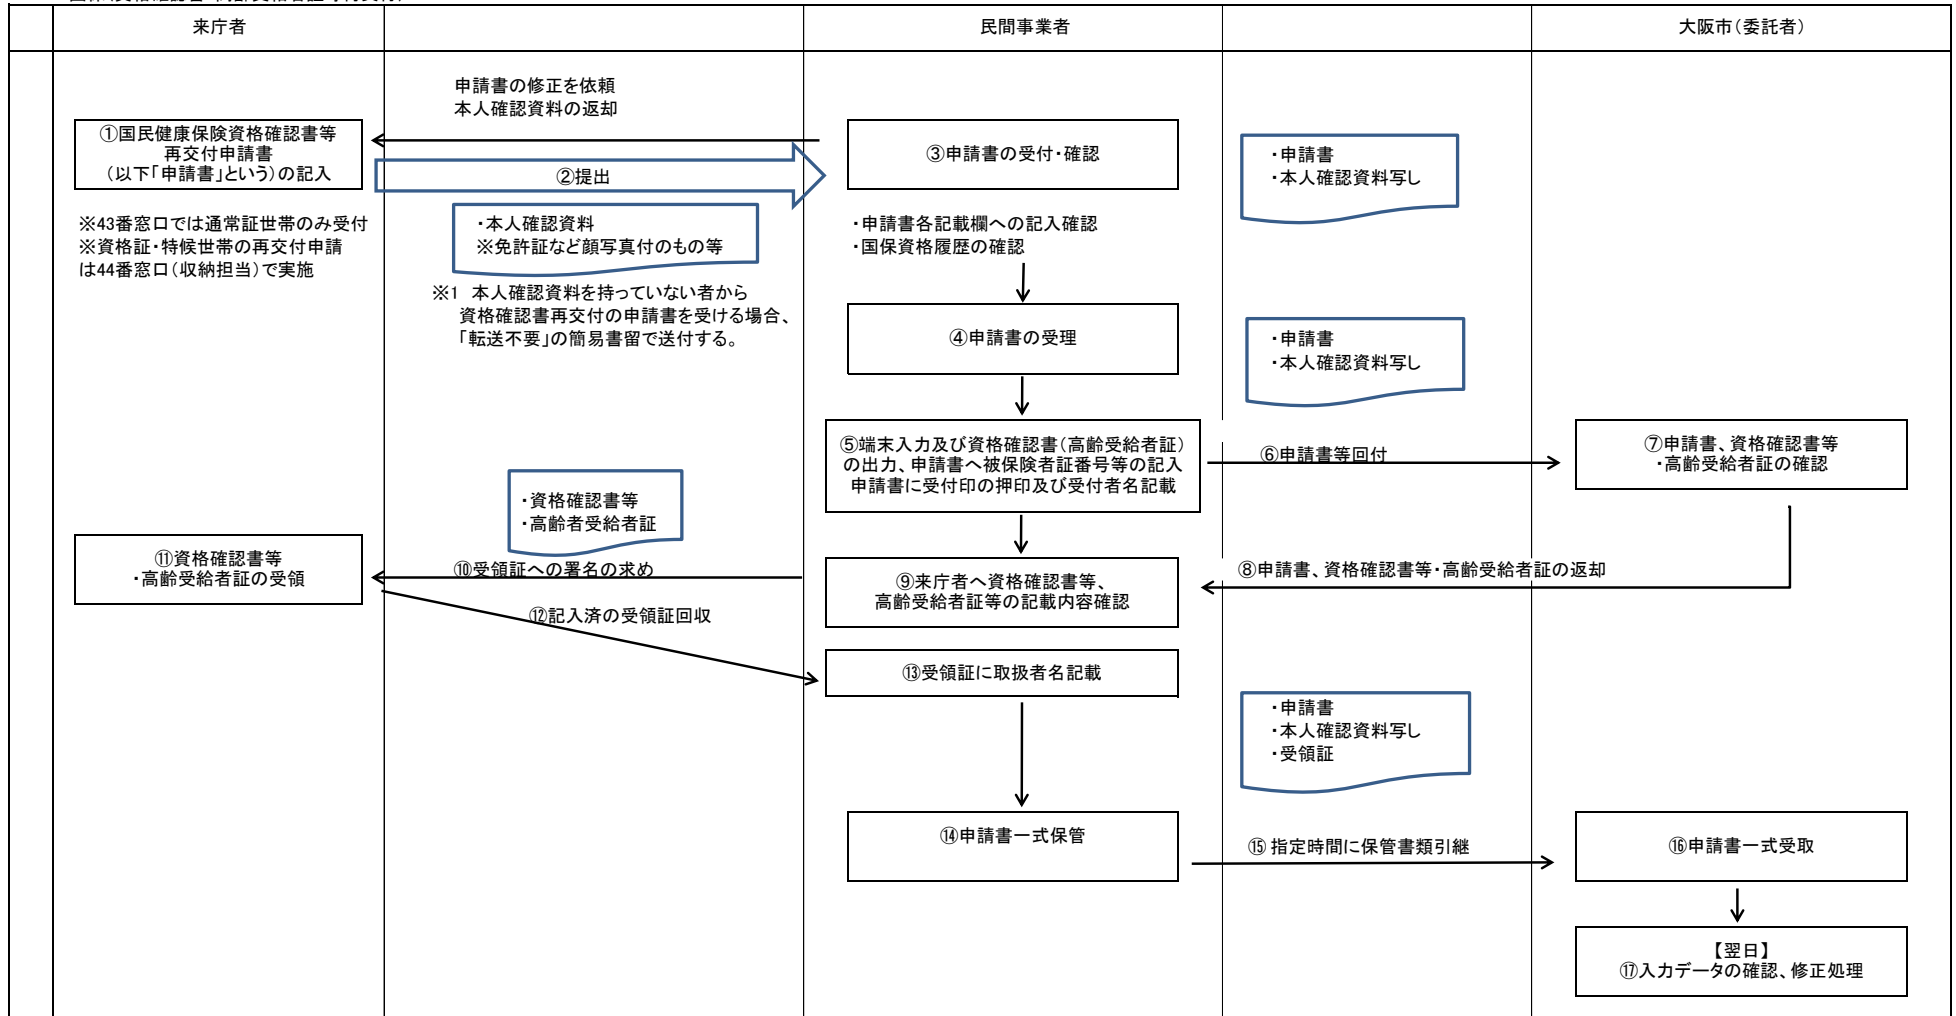 来庁者
民間事業者
大阪市（委託者）
申請書の修正を依頼
本人確認資料の返却
①国民健康保険資格確認書等
再交付申請書
（以下「申請書」という）の記入
②提出
③申請書の受付・確認
・申請書
・本人確認資料写し
※43番窓口では通常証世帯のみ受付
※資格証・特候世帯の再交付申請
は44番窓口（収納担当）で実施
・本人確認資料
※免許証など顔写真付のもの等
・申請書各記載欄への記入確認
・国保資格履歴の確認
※1　本人確認資料を持っていない者から
資格確認書再交付の申請書を受ける場合、
「転送不要」の簡易書留で送付する。
④申請書の受理
・申請書
・本人確認資料写し
⑤端末入力及び資格確認書（高齢受給者証）
の出力、申請書へ被保険者証番号等の記入
申請書に受付印の押印及び受付者名記載
⑥申請書等回付
⑦申請書、資格確認書等
・高齢受給者証の確認
・資格確認書等
・高齢者受給者証
⑪資格確認書等
・高齢受給者証の受領
⑩受領証への署名の求め
⑨来庁者へ資格確認書等、
高齢受給者証等の記載内容確認
⑧申請書、資格確認書等・高齢受給者証の返却
⑫記入済の受領証回収
⑬受領証に取扱者名記載
・申請書
・本人確認資料写し
・受領証
⑭申請書一式保管
⑮ 指定時間に保管書類引継
⑯申請書一式受取
【翌日】
⑰入力データの確認、修正処理